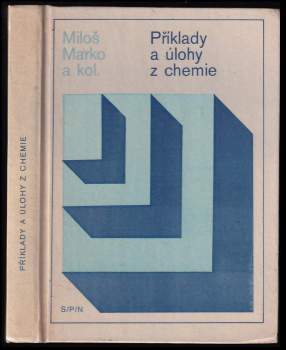 Miloš
Marko
a kol.
Příklady
a úlohy
z chemie
S/P/N
PŘÍKLADY A ÚLOHY Z CHEMIE